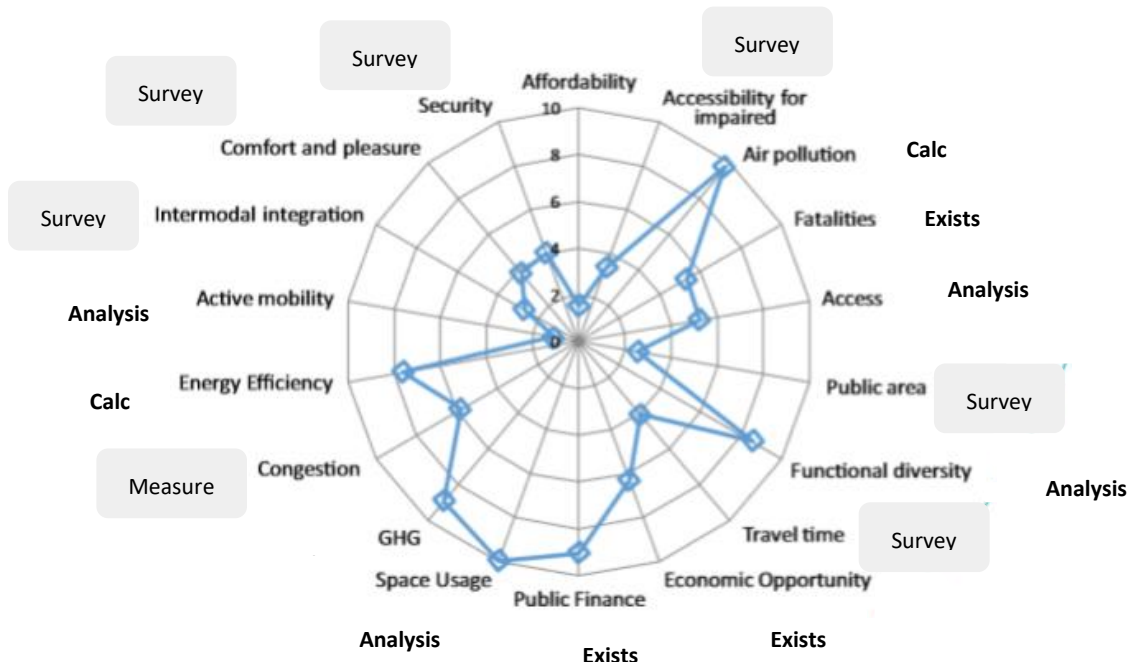 Survey
Survey
Survey
Affordability
10
Security
Accessibility for
impaired
Comfort and pleasure
8
Air pollution
Calc
Survey
Intermodal integration
6
Fatalities
Exists
4
Active mobility
2
Access
Analysis
Analysis
0
Energy Efficiency
Public area
Calc
Survey
Congestion
Functional diversity
Measure
Analysis
GHG
Travel time
Survey
Space Usage
Economic Opportunity
Public Finance
Analysis
Exists
Exists